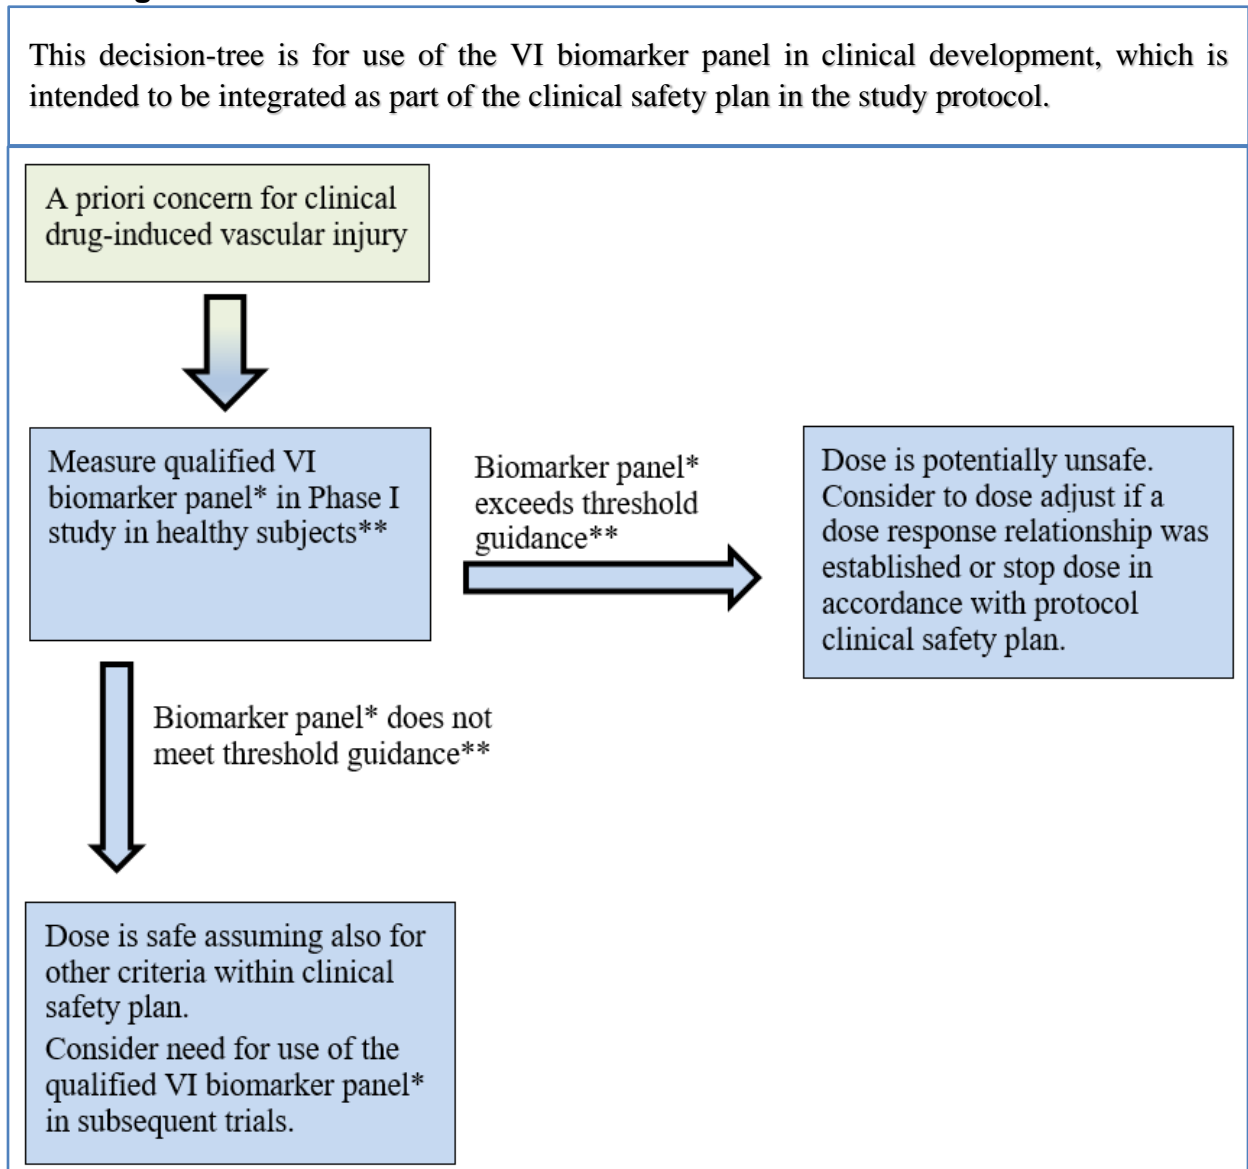 This decision-tree is for use of the VI biomarker panel in clinical development, which is
intended to be integrated as part of the clinical safety plan in the study protocol.
A priori concern for clinical
drug-induced vascular injury
Measure qualified VI
biomarker panel* in Phase I
study in healthy subjects**
Biomarker panel*
exceeds threshold
guidance**
Dose is potentially unsafe.
Consider to dose adjust if a
dose response relationship was
established or stop dose in
accordance with protocol
clinical safety plan.
Biomarker panel* does not
meet threshold guidance**
Dose is safe assuming also for
other criteria within clinical
safety plan.
Consider need for use of the
qualified VI biomarker panel*
in subsequent trials.